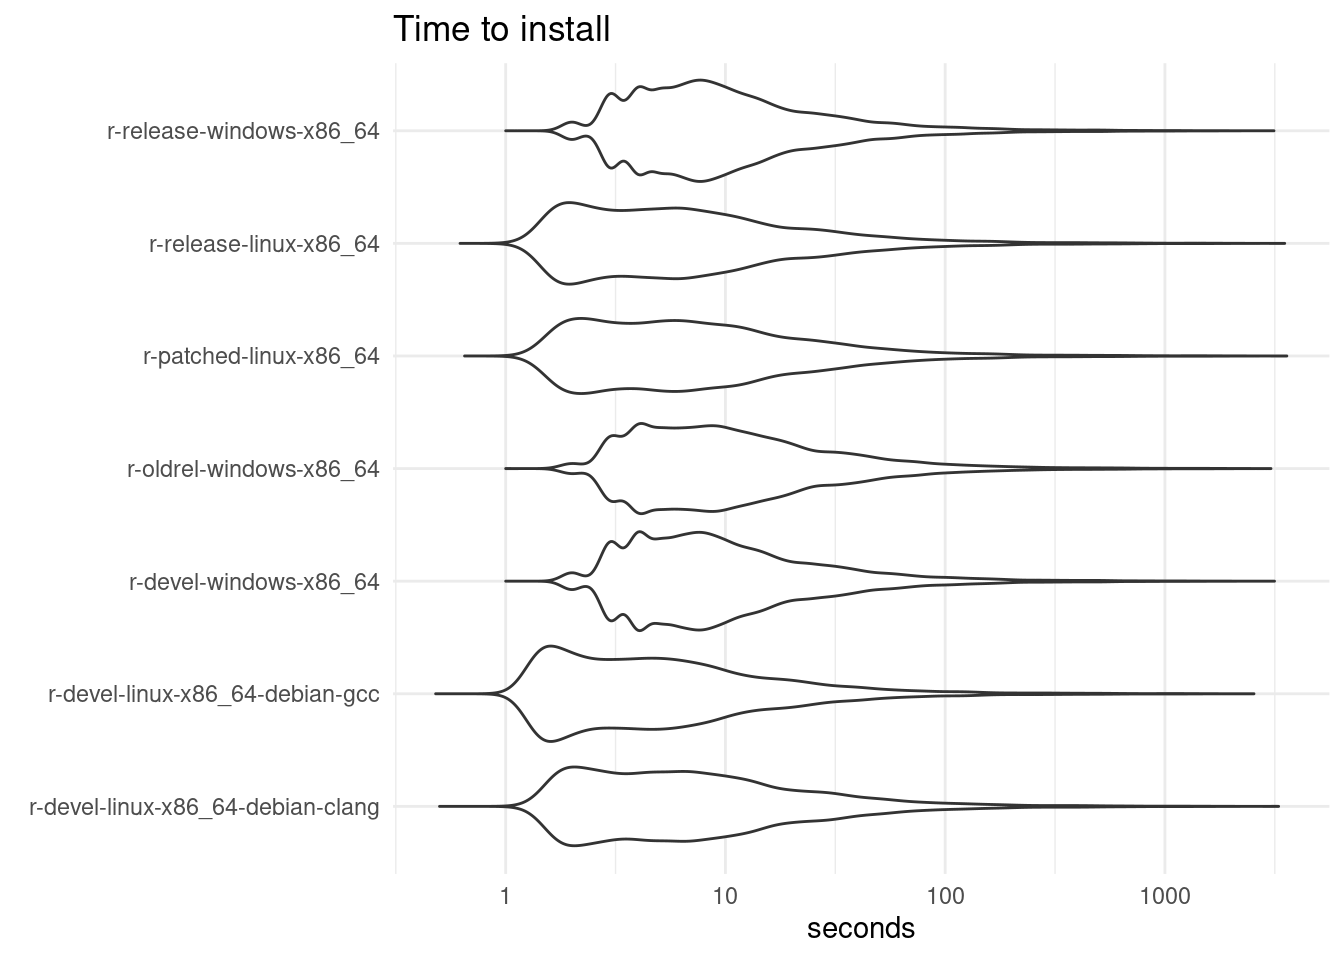 Time to install
r-release-windows-x86_64
r-release-linux-x86_64
r-patched-linux-x86_64
r-oldrel-windows-x86_64
r-devel-windows-x86_64
r-devel-linux-x86_64-debian-gcc
r-devel-linux-x86_64-debian-clang
1 10 100 1000
seconds